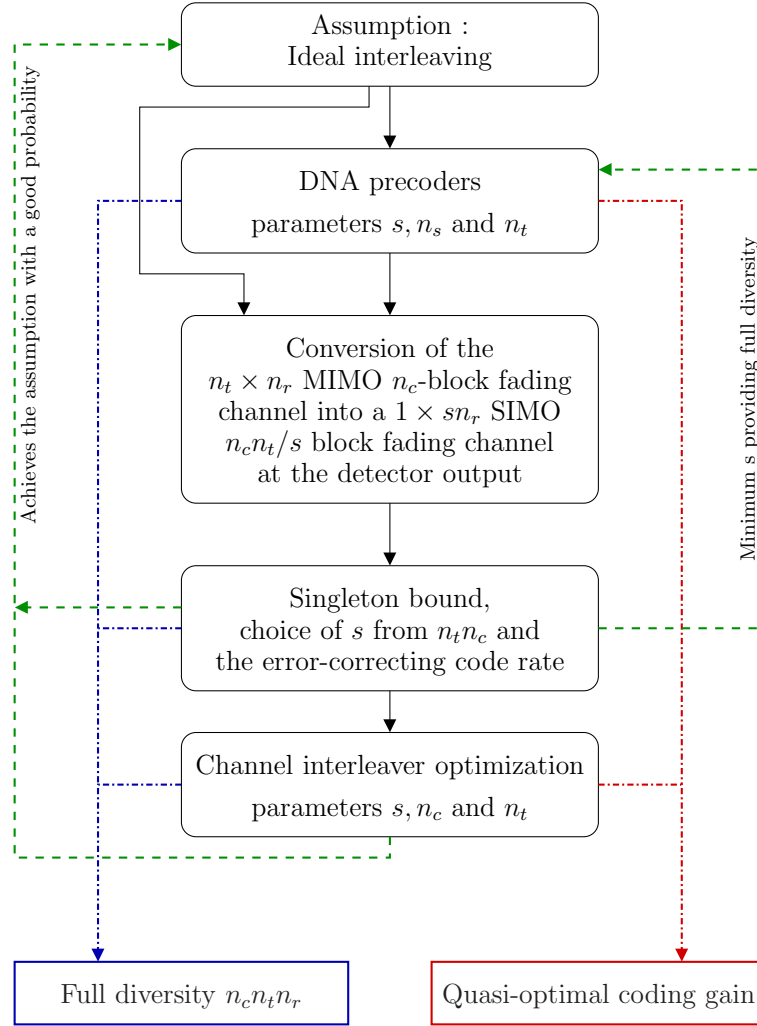 Assumption :
Ideal interleaving
Achieves the assumption with a good probability
DNA precoders
parameters $s, n_s$ and $n_t$
Minimum s providing full diversity
Conversion of the
$n_t \times n_r$ MIMO $n_c$-block fading
channel into a $1 \times sn_r$ SIMO
$n_c n_t/s$ block fading channel
at the detector output
Singleton bound,
choice of $s$ from $n_t n_c$ and
the error-correcting code rate
Channel interleaver optimization
parameters $s, n_c$ and $n_t$
Full diversity $n_c n_t n_r$
Quasi-optimal coding gain